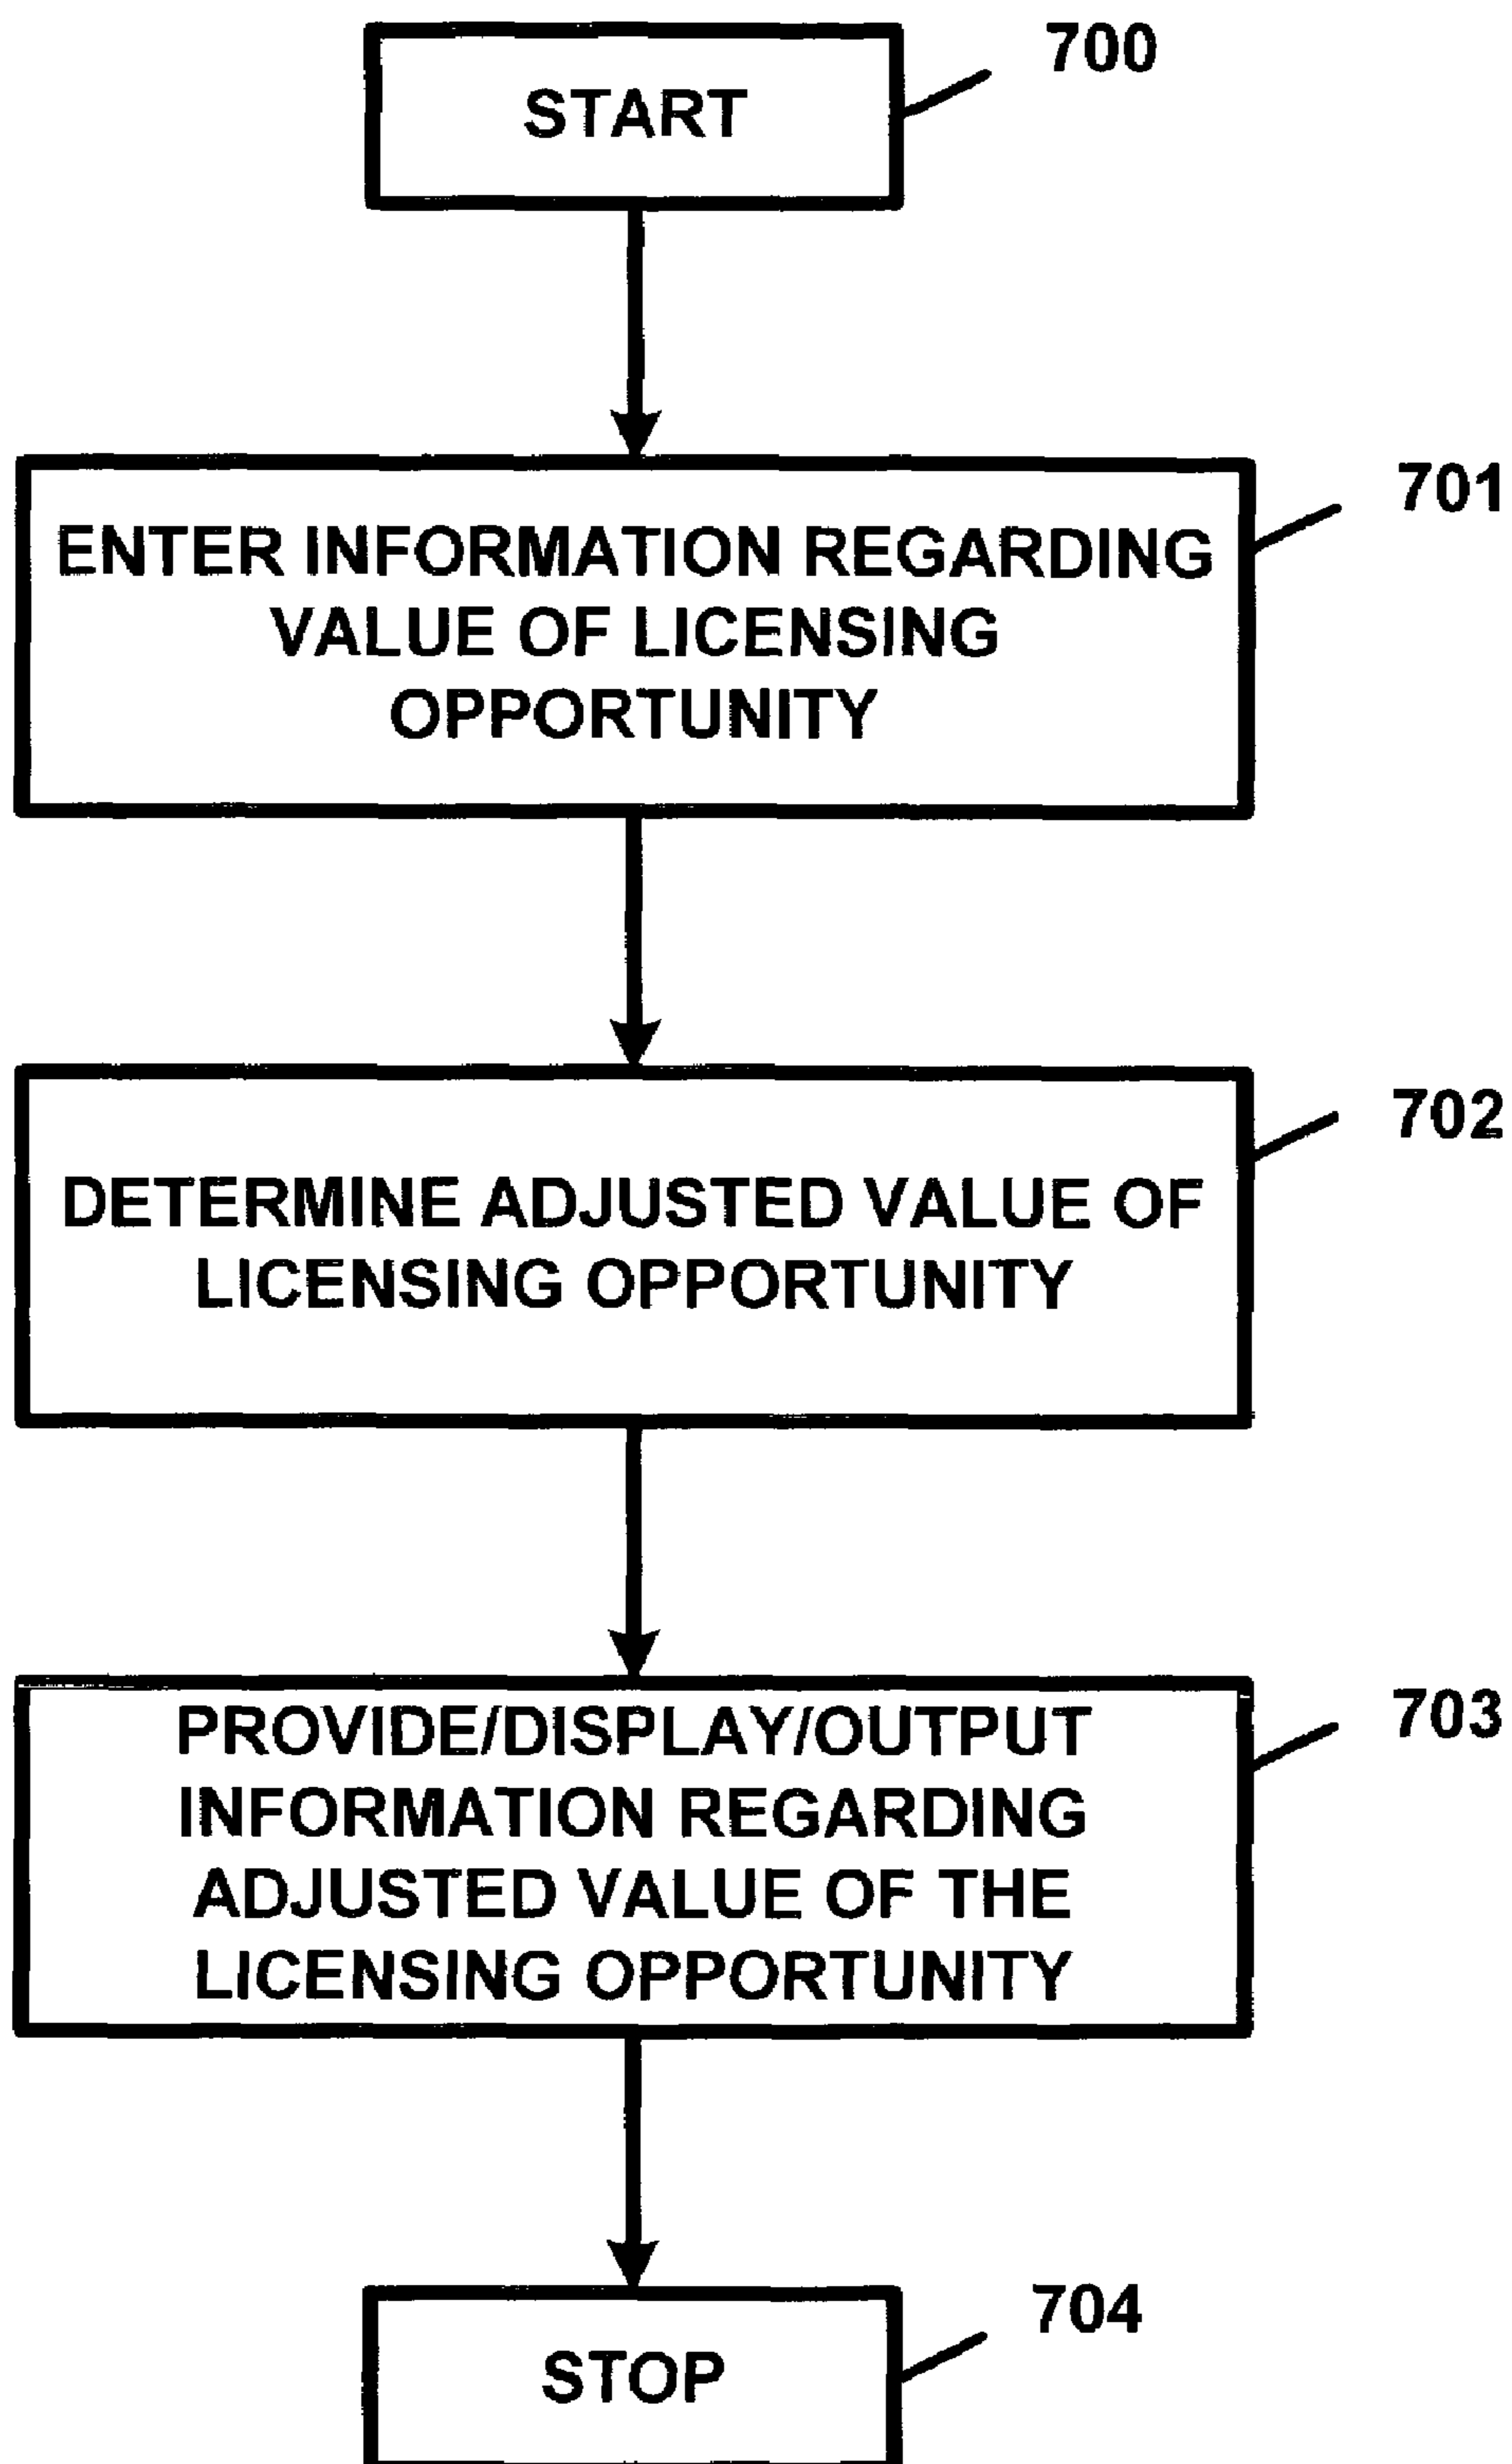 START
700
ENTER INFORMATION REGARDING
VALUE OF LICENSING
OPPORTUNITY
701
DETERMINE ADJUSTED VALUE OF
LICENSING OPPORTUNITY
702
PROVIDE/DISPLAY/OUTPUT
INFORMATION REGARDING
ADJUSTED VALUE OF THE
LICENSING OPPORTUNITY
703
STOP
704